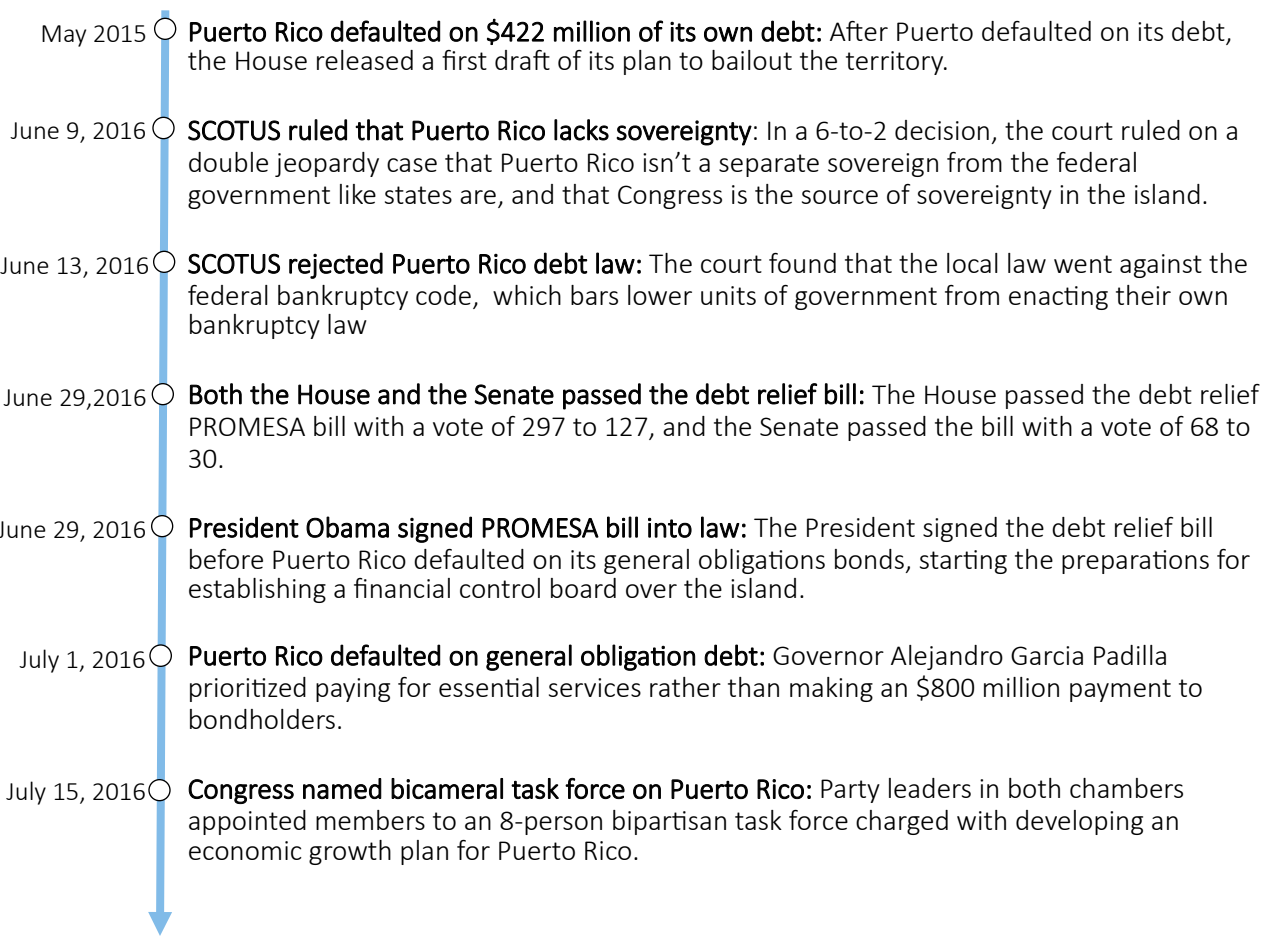 May 2015
Puerto Rico defaulted on $422 million of its own debt: After Puerto defaulted on its debt,
the House released a first draft of its plan to bailout the territory.
June 9, 2016
SCOTUS ruled that Puerto Rico lacks sovereignty: In a 6-to-2 decision, the court ruled on a
double jeopardy case that Puerto Rico isn’t a separate sovereign from the federal
government like states are, and that Congress is the source of sovereignty in the island.
June 13, 2016
SCOTUS rejected Puerto Rico debt law: The court found that the local law went against the
federal bankruptcy code, which bars lower units of government from enacting their own
bankruptcy law
June 29,2016
Both the House and the Senate passed the debt relief bill: The House passed the debt relief
PROMESA bill with a vote of 297 to 127, and the Senate passed the bill with a vote of 68 to
30.
June 29, 2016
President Obama signed PROMESA bill into law: The President signed the debt relief bill
before Puerto Rico defaulted on its general obligations bonds, starting the preparations for
establishing a financial control board over the island.
July 1, 2016
Puerto Rico defaulted on general obligation debt: Governor Alejandro Garcia Padilla
prioritized paying for essential services rather than making an $800 million payment to
bondholders.
July 15, 2016
Congress named bicameral task force on Puerto Rico: Party leaders in both chambers
appointed members to an 8-person bipartisan task force charged with developing an
economic growth plan for Puerto Rico.